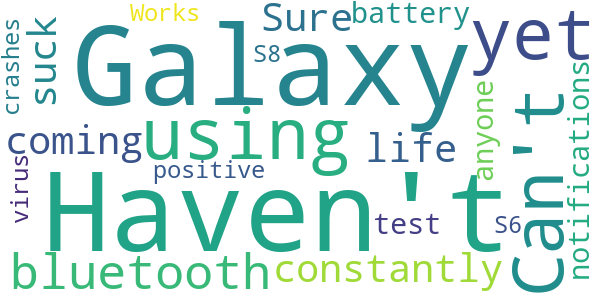 Works
Sure
battery
crashes
suck
Galaxy
S8
yet
coming
using
life
anyone
Can't
notifications
virus
positive
Haven't
test
S6
bluetooth
constantly